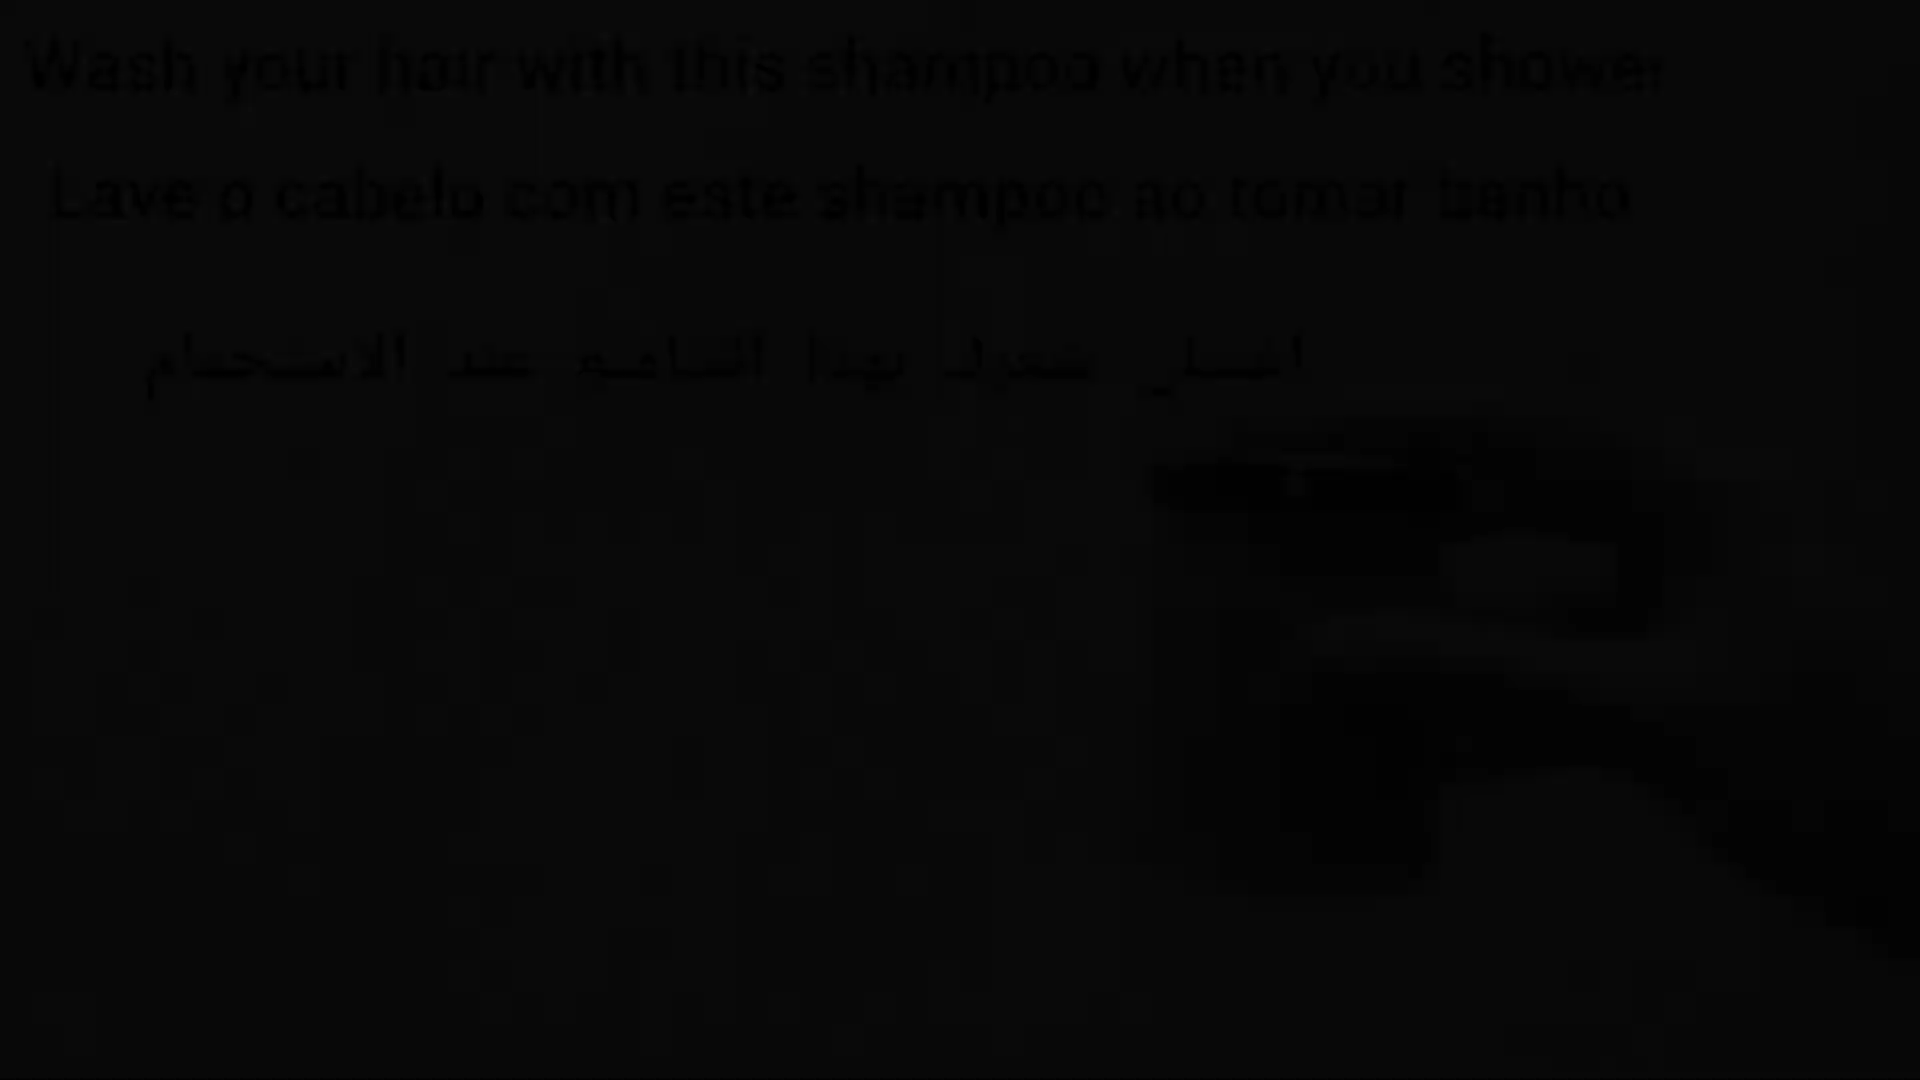 Wash your hair with this shampoo when you shower
Lave o cabelo com este shampoo ao tomar banho
اغسل شعرك بهذا الشامبو عند الاستحمام